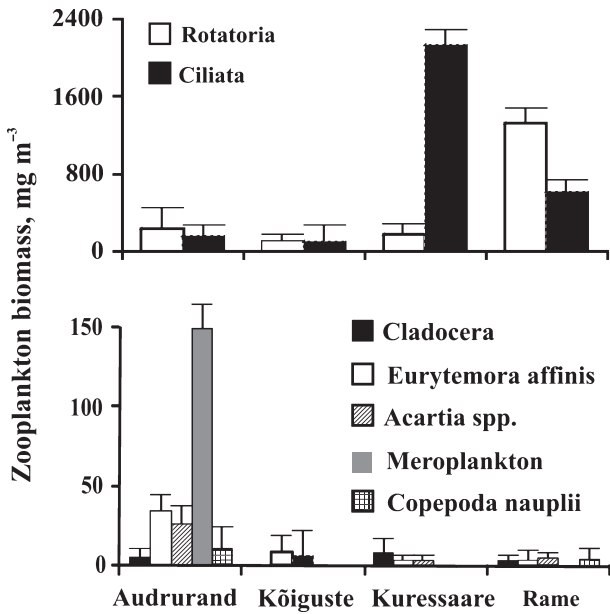 Zooplankton biomass, mg m⁻³
2400
1600
800
0
Rotatoria
Ciliata
150
100
50
0
Cladocera
Eurytemora affinis
Acartia spp.
Meroplankton
Copepoda nauplii
Audrurand Kõiguste Kuressaare Rame